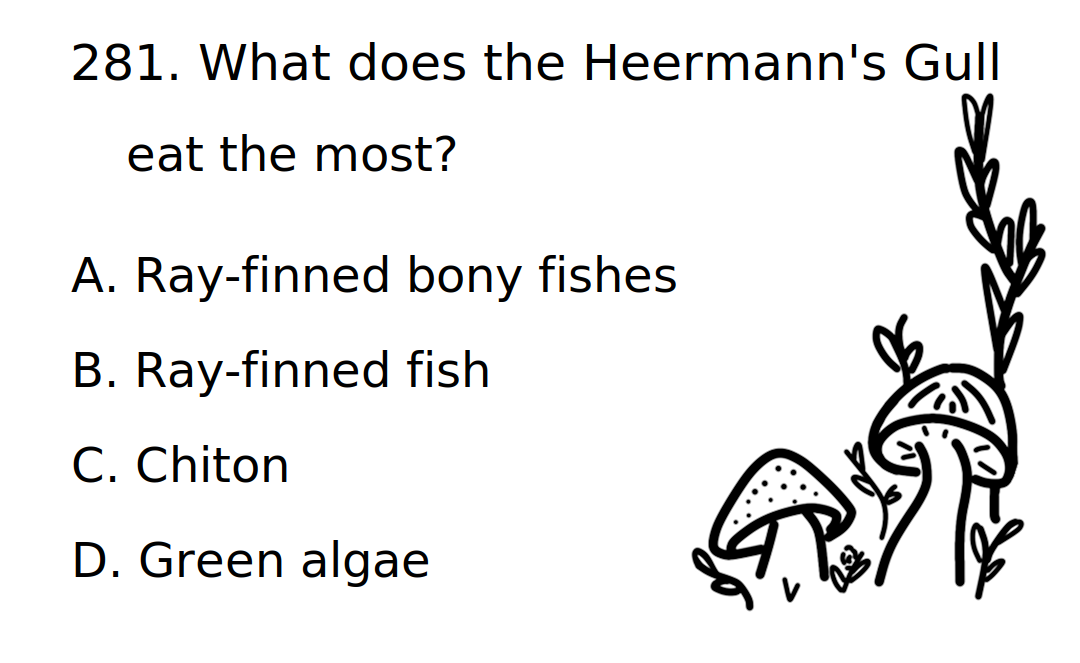 281. What does the Heermann's Gull
eat the most?
A. Ray-finned bony fishes
B. Ray-finned fish
C. Chiton
D. Green algae